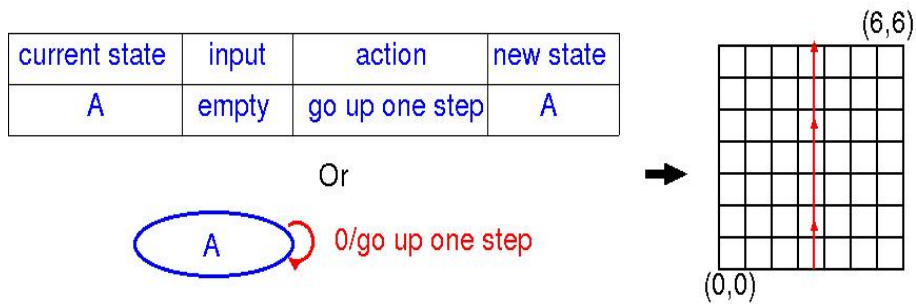 (6,6)
current state input action new state
A empty go up one step A
Or
A 0/go up one step
(0,0)